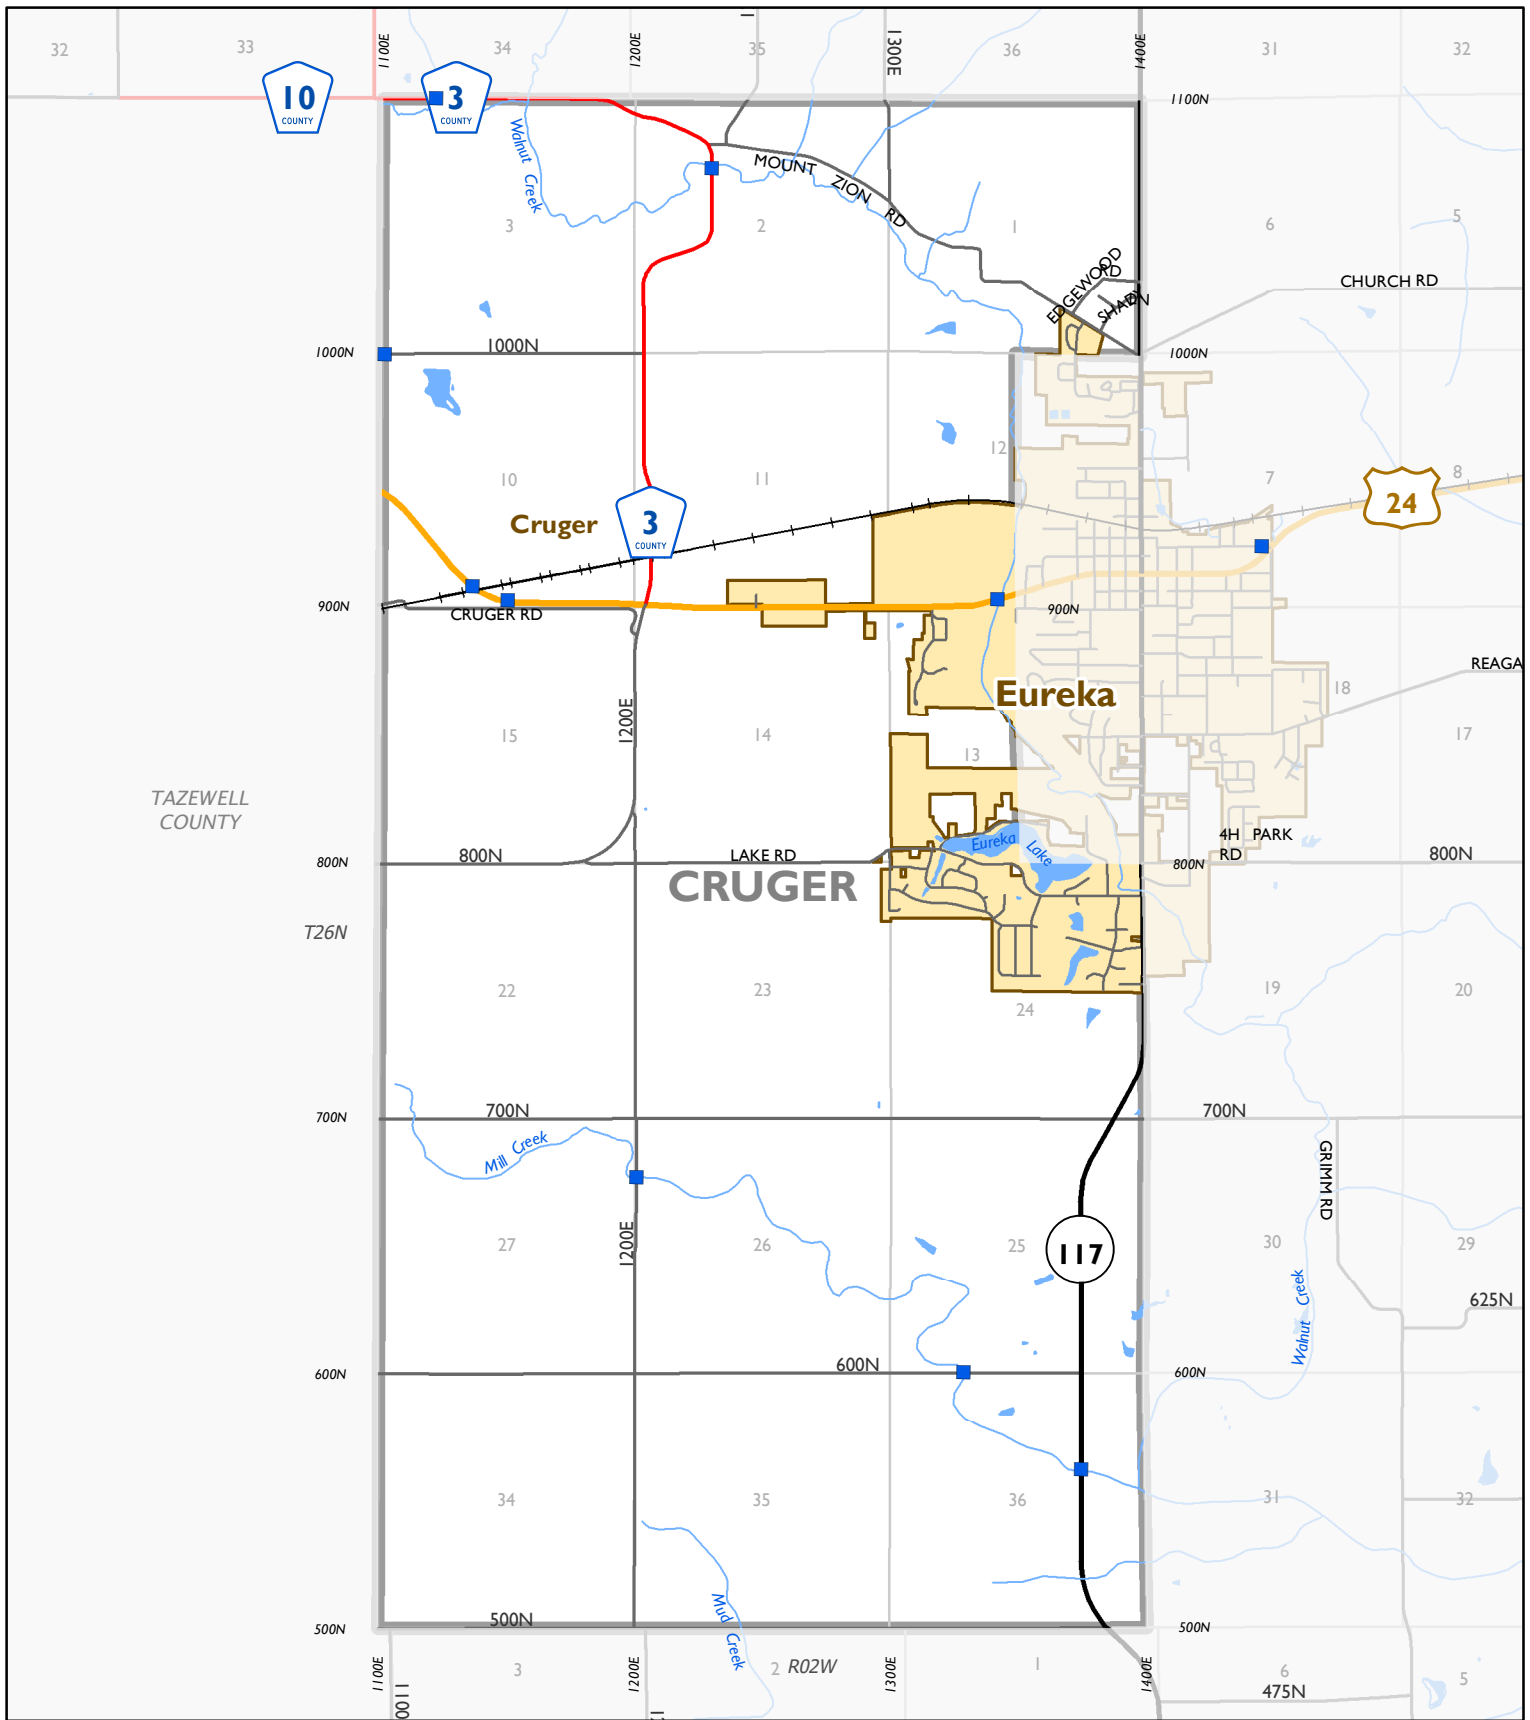 32
33
34
35
36
31
32
1100E
1200E
1300E
1400E
10
COUNTY
3
COUNTY
1100N
Walnut Creek
MOUNT ZION RD
3
2
1
6
5
EDGEWOOD RD
SHADY LN
CHURCH RD
1000N
1000N
1000N
10
11
12
7
8
Cruger
3
COUNTY
24
900N
CRUGER RD
900N
REAGA
Eureka
1200E
15
14
13
18
17
TAZEWELL
COUNTY
Eureka Lake
4H PARK
RD
800N
800N
LAKE RD
800N
800N
CRUGER
T26N
22
23
24
19
20
700N
700N
700N
Mill Creek
GRIMM RD
1200E
27
26
25
117
30
29
Walnut Creek
625N
600N
600N
600N
34
35
36
31
32
Mud Creek
500N
500N
500N
1100E
1200E
1300E
1400E
3
2
R02W
1
6
5
475N
1100